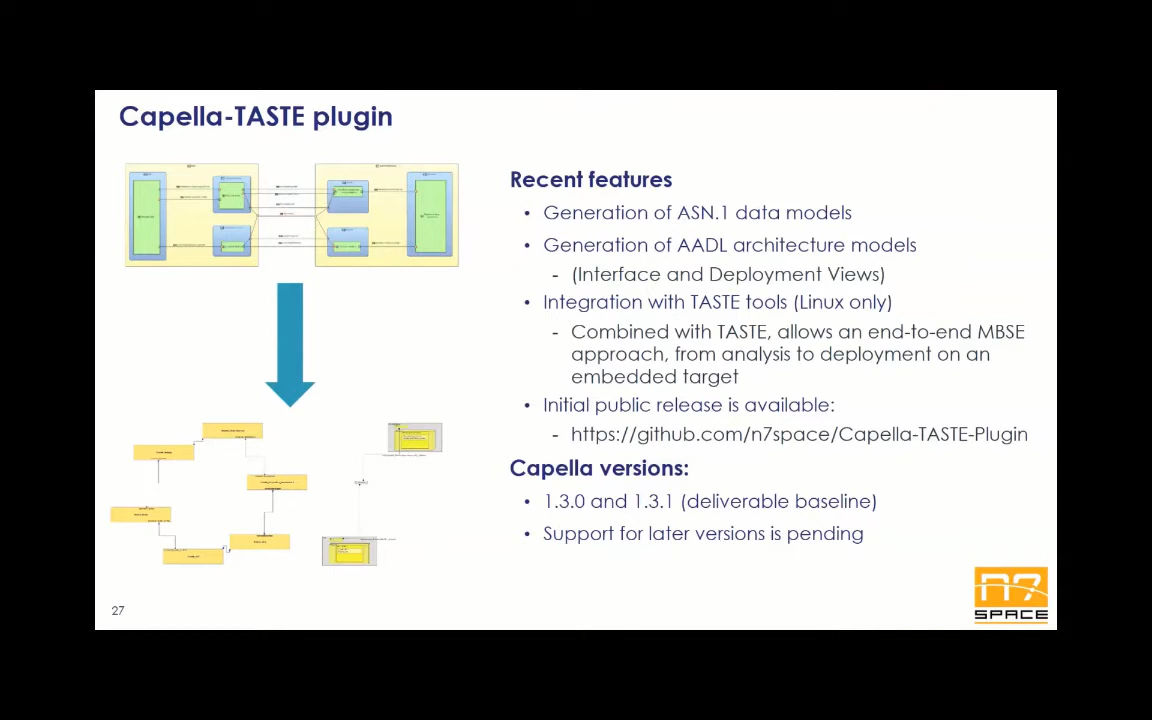 Capella-TASTE plugin
Recent features
• Generation of ASN.1 data models
• Generation of AADL architecture models
- (Interface and Deployment Views)
• Integration with TASTE tools (Linux only)
- Combined with TASTE, allows an end-to-end MBSE
approach, from analysis to deployment on an
embedded target
• Initial public release is available:
- https://github.com/n7space/Capella-TASTE-Plugin
Capella versions:
• 1.3.0 and 1.3.1 (deliverable baseline)
• Support for later versions is pending
27
N7
SPACE